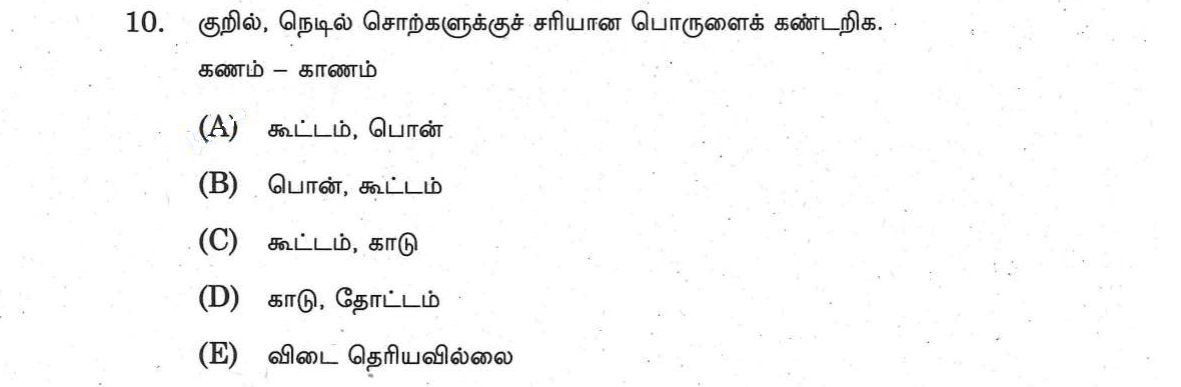 10. குறில், நெடில் சொற்களுக்குச் சரியான பொருளைக் கண்டறிக.
கணம் – காணம்
(A) கூட்டம், பொன்
(B) பொன், கூட்டம்
(C) கூட்டம், காடு
(D) காடு, தோட்டம்
(E) விடை தெரியவில்லை